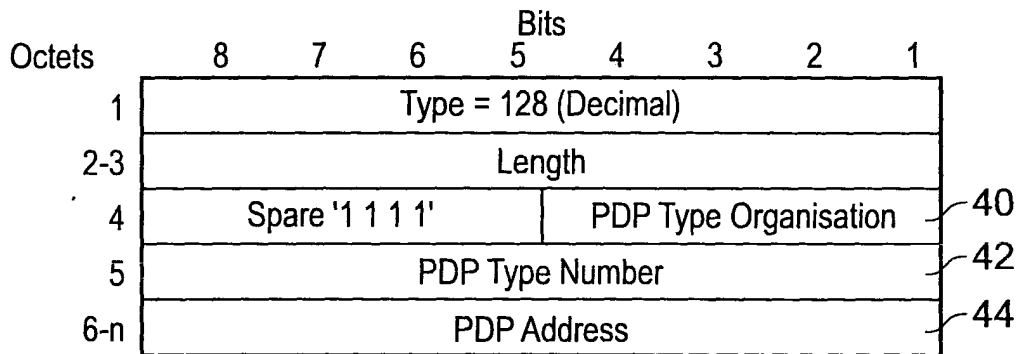 Bits
Octets 8 7 6 5 4 3 2 1
1 Type = 128 (Decimal)
2-3 Length
4 Spare '1 1 1 1' PDP Type Organisation 40
5 PDP Type Number 42
6-n PDP Address 44